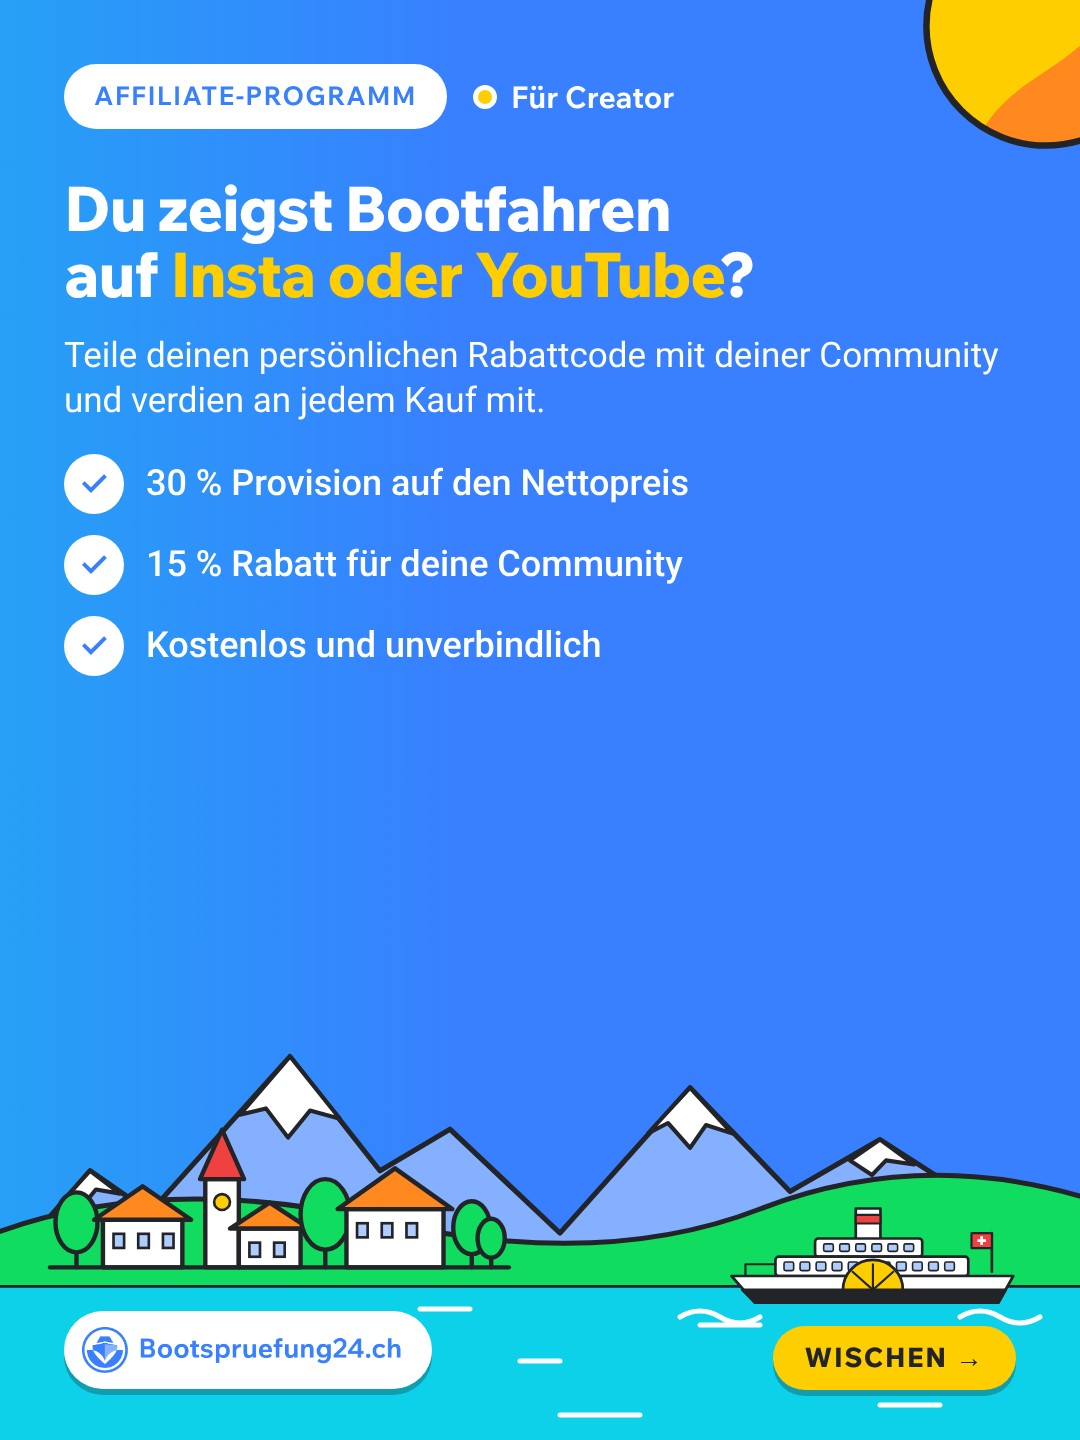 AFFILIATE-PROGRAMM
Für Creator
Du zeigst Bootfahren
auf Insta oder YouTube?
Teile deinen persönlichen Rabattcode mit deiner Community
und verdien an jedem Kauf mit.
30 % Provision auf den Nettopreis
15 % Rabatt für deine Community
Kostenlos und unverbindlich
Bootspruefung24.ch
WISCHEN →